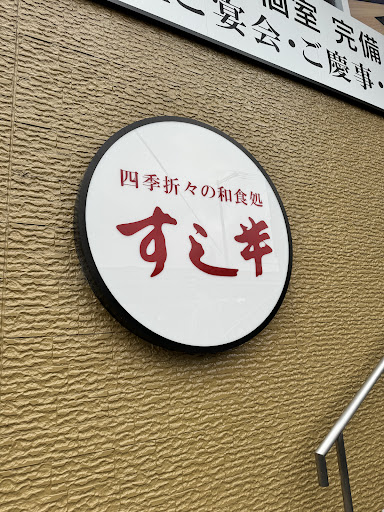 個室 完備
ご宴会・ご慶事・
四季折々の和食処
すし半